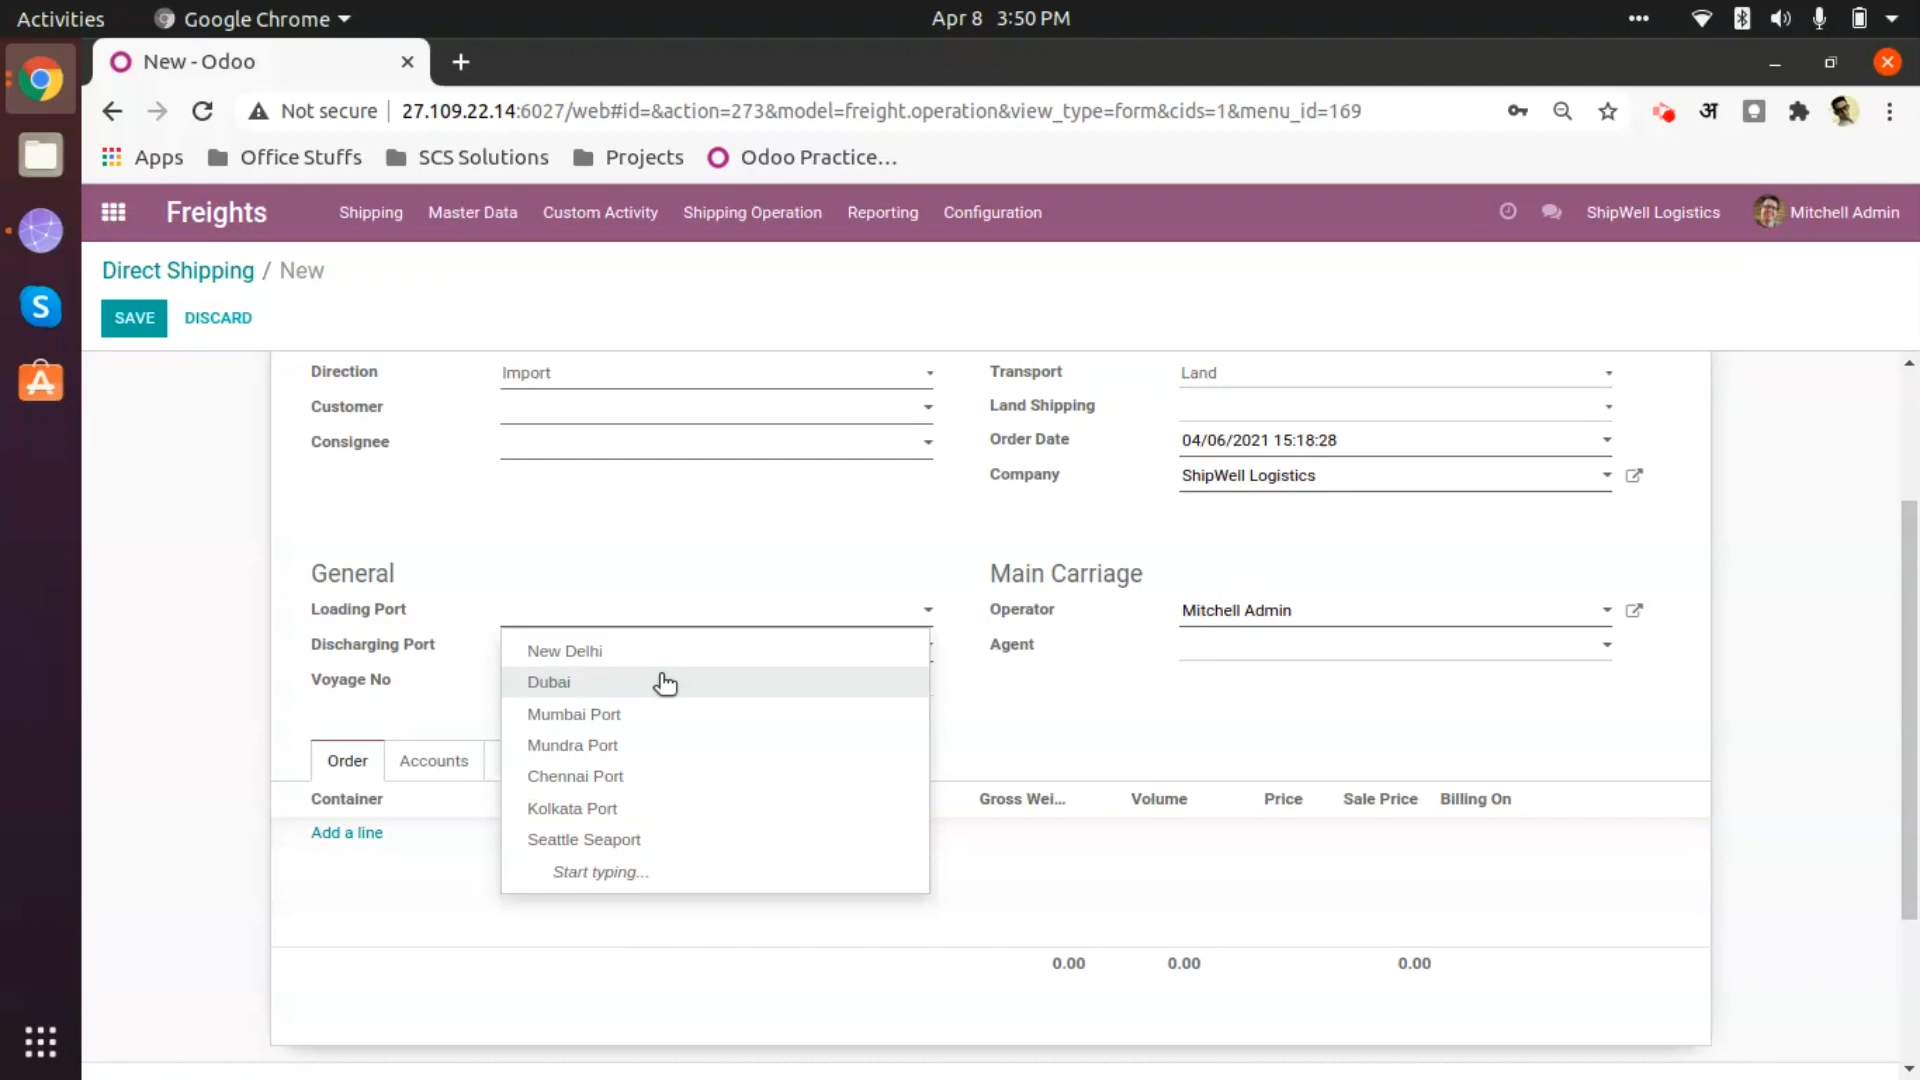 Activities Google Chrome Apr 8 3:50 PM
New - Odoo
Not secure 27.109.22.14:6027/web#id=&action=273&model=freight.operation&view_type=form&cids=1&menu_id=169 अ
Apps Office Stuffs SCS Solutions Projects Odoo Practice...
Freights Shipping Master Data Custom Activity Shipping Operation Reporting Configuration ShipWell Logistics Mitchell Admin
Direct Shipping / New
SAVE DISCARD
Direction Import Transport Land
Customer Land Shipping
Consignee Order Date 04/06/2021 15:18:28
Company ShipWell Logistics
General Main Carriage
Loading Port Operator Mitchell Admin
Discharging Port Agent
Voyage No
New Delhi
Dubai
Mumbai Port
Mundra Port
Chennai Port
Kolkata Port
Seattle Seaport
Start typing...
Order Accounts
Container Gross Wei... Volume Price Sale Price Billing On
Add a line
0.00 0.00 0.00